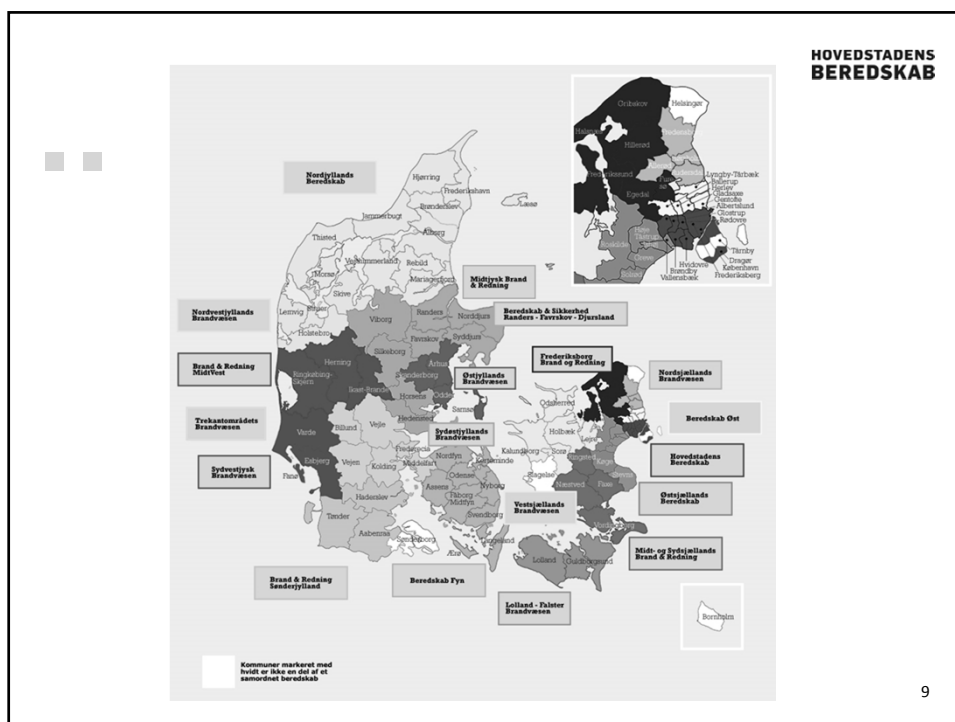 HOVEDSTADENS
BEREDSKAB
Gribskov
Helsingør
Halsnæs
Fredensborg
Hillerød
Frederikssund
Egedal
Lyngby-Tårbæk
Ballerup
Herlev
Gladsaxe
Gentofte
Albertslund
Glostrup
Rødovre
Roskilde
Greve
Solrød
Tårnby
Dragør
Hvidovre
København
Brøndby
Vallensbæk
Frederiksberg
Nordjyllands
Beredskab
Hjørring
Frederikshavn
Læsø
Brønderslev
Jammerbugt
Ålborg
Thisted
Vesthimmerland
Rebild
Morsø
Mariagerfjord
Skive
Midtjysk Brand
& Redning
Nordvestjyllands
Brandvæsen
Lemvig
Struer
Holstebro
Viborg
Randers
Norddjurs
Beredskab & Sikkerhed
Randers - Favrskov - Djursland
Favrskov
Syddjurs
Silkeborg
Århus
Herning
Brand & Redning
MidtVest
Ringkøbing-
Skjern
Skanderborg
Østjyllands
Brandvæsen
Frederiksborg
Brand og Redning
Nordsjællands
Brandvæsen
Ikast-Brande
Odder
Horsens
Samsø
Odsherred
Trekantområdets
Brandvæsen
Hedensted
Beredskab Øst
Varde
Billund
Vejle
Sydøstjyllands
Brandvæsen
Holbæk
Lejre
Fredericia
Kalundborg
Sorø
Hovedstadens
Beredskab
Sydvestjysk
Brandvæsen
Esbjerg
Vejen
Kolding
Middelfart
Nordfyn
Kerteminde
Ringsted
Køge
Fanø
Odense
Slagelse
Assens
Nyborg
Næstved
Faxe
Østsjællands
Beredskab
Haderslev
Fåborg
Midtfyn
Vestsjællands
Brandvæsen
Tønder
Svendborg
Vordingborg
Aabenraa
Sønderborg
Langeland
Ærø
Lolland
Guldborgsund
Midt- og Sydsjællands
Brand & Redning
Brand & Redning
Sønderjylland
Beredskab Fyn
Lolland - Falster
Brandvæsen
Bornholm
Kommuner markeret med
hvidt er ikke en del af et
samordnet beredskab
9